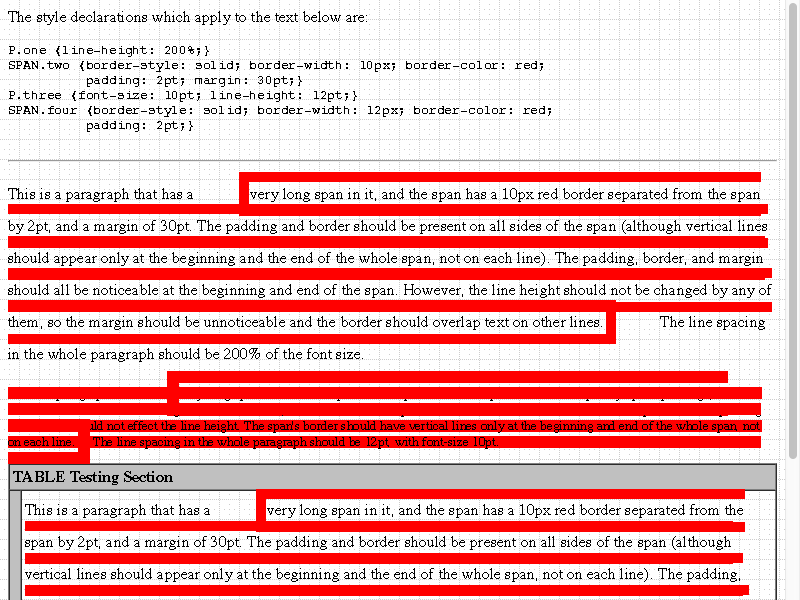 The style declarations which apply to the text below are:
P.one {line-height: 200%;}
SPAN.two {border-style: solid; border-width: 10px; border-color: red;
padding: 2pt; margin: 30pt;}
P.three {font-size: 10pt; line-height: 12pt;}
SPAN.four {border-style: solid; border-width: 12px; border-color: red;
padding: 2pt;}
This is a paragraph that has a very long span in it, and the span has a 10px red border separated from the span
by 2pt, and a margin of 30pt. The padding and border should be present on all sides of the span (although vertical lines
should appear only at the beginning and the end of the whole span, not on each line). The padding, border, and margin
should all be noticeable at the beginning and end of the span. However, the line height should not be changed by any of
them, so the margin should be unnoticeable and the border should overlap text on other lines. The line spacing
in the whole paragraph should be 200% of the font size.
not effect the line height. The span's border should have vertical lines only at the beginning and end of the whole span, not
on each line. The line spacing in the whole paragraph should be 12pt, with font-size 10pt.
TABLE Testing Section
This is a paragraph that has a very long span in it, and the span has a 10px red border separated from the
span by 2pt, and a margin of 30pt. The padding and border should be present on all sides of the span (although
vertical lines should appear only at the beginning and the end of the whole span, not on each line). The padding,